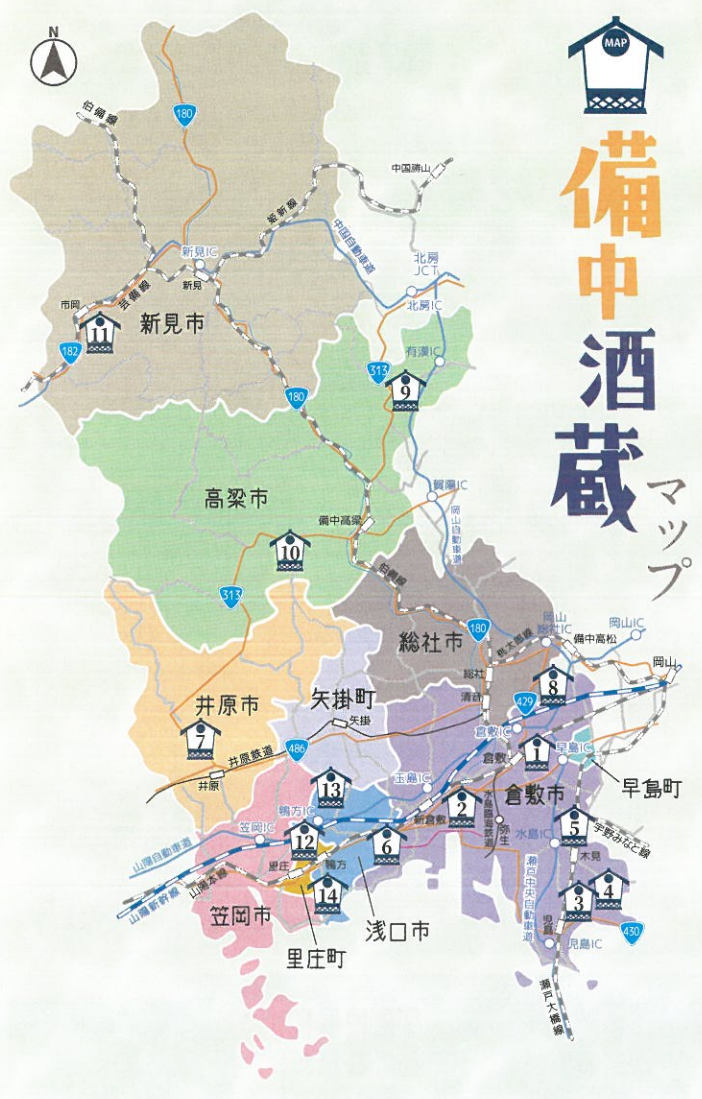 N
MAP
備中酒蔵
マップ
180
伯備線
中国勝山
姫新線
中国自動車道
新見IC
新見
北房
JCT
北房IC
市岡
芸備線
11
新見市
182
有漢IC
313
9
180
高梁市
賀陽IC
岡山自動車道
備中高梁
10
伯備線
313
総社市
180
桃太郎線
岡山
総社IC
備中高松
岡山IC
岡山
総社
清音
8
429
井原市
矢掛町
矢掛
7
井原鉄道
486
井原
倉敷IC
倉敷
1
早島IC
早島町
玉島IC
13
鴨方IC
2
新倉敷
倉敷市
水島臨海鉄道
弥生
水島IC
5
宇野みなと線
木見
笠岡IC
12
6
里庄
鴨方
山陽自動車道
山陽新幹線
山陽本線
14
笠岡市
里庄町
浅口市
瀬戸中央自動車道
3
4
児島
児島IC
430
瀬戸大橋線